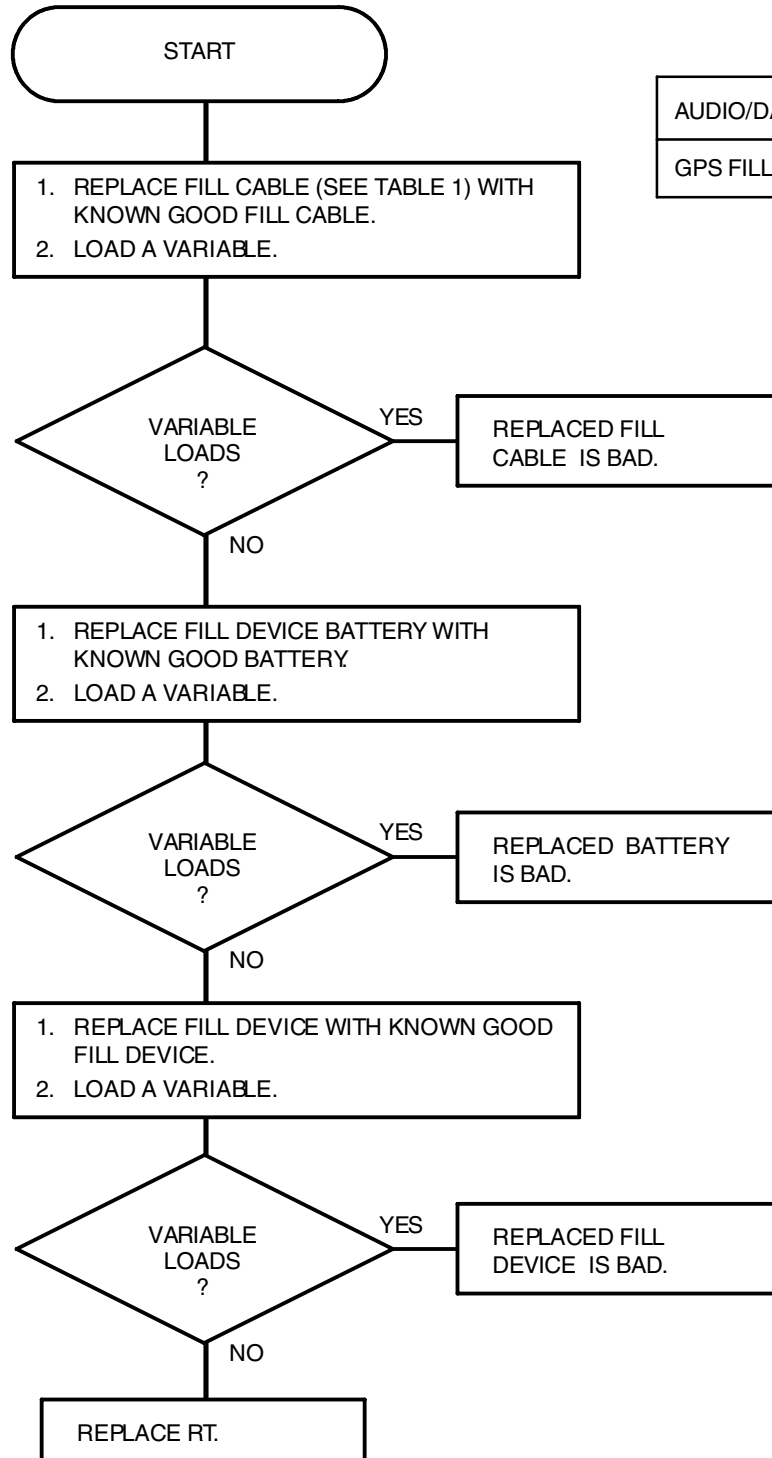 START
AUDIO/DA
GPS FILL
1. REPLACE FILL CABLE (SEE TABLE 1) WITH
KNOWN GOOD FILL CABLE.
2. LOAD A VARIABLE.
VARIABLE
LOADS
?
YES
REPLACED FILL
CABLE IS BAD.
NO
1. REPLACE FILL DEVICE BATTERY WITH
KNOWN GOOD BATTERY.
2. LOAD A VARIABLE.
VARIABLE
LOADS
?
YES
REPLACED BATTERY
IS BAD.
NO
1. REPLACE FILL DEVICE WITH KNOWN GOOD
FILL DEVICE.
2. LOAD A VARIABLE.
VARIABLE
LOADS
?
YES
REPLACED FILL
DEVICE IS BAD.
NO
REPLACE RT.